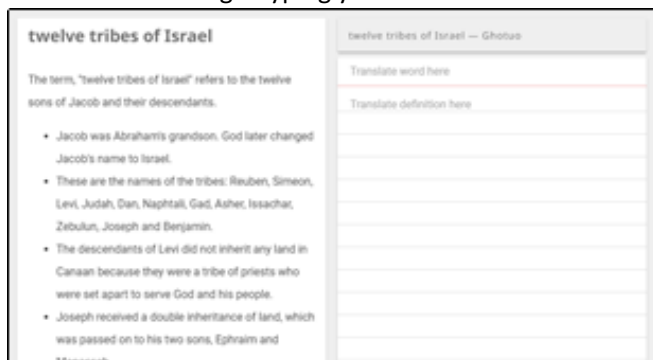 twelve tribes of Israel
The term, "twelve tribes of Israel" refers to the twelve
sons of Jacob and their descendants.
• Jacob was Abraham's grandson. God later changed
Jacob's name to Israel.
• These are the names of the tribes: Reuben, Simeon,
Levi, Judah, Dan, Naphtali, Gad, Asher, Issachar,
Zebulun, Joseph and Benjamin.
• The descendants of Levi did not inherit any land in
Canaan because they were a tribe of priests who
were set apart to serve God and his people.
• Joseph received a double inheritance of land, which
was passed on to his two sons, Ephraim and
twelve tribes of Israel — Ghotuo
Translate word here
Translate definition here